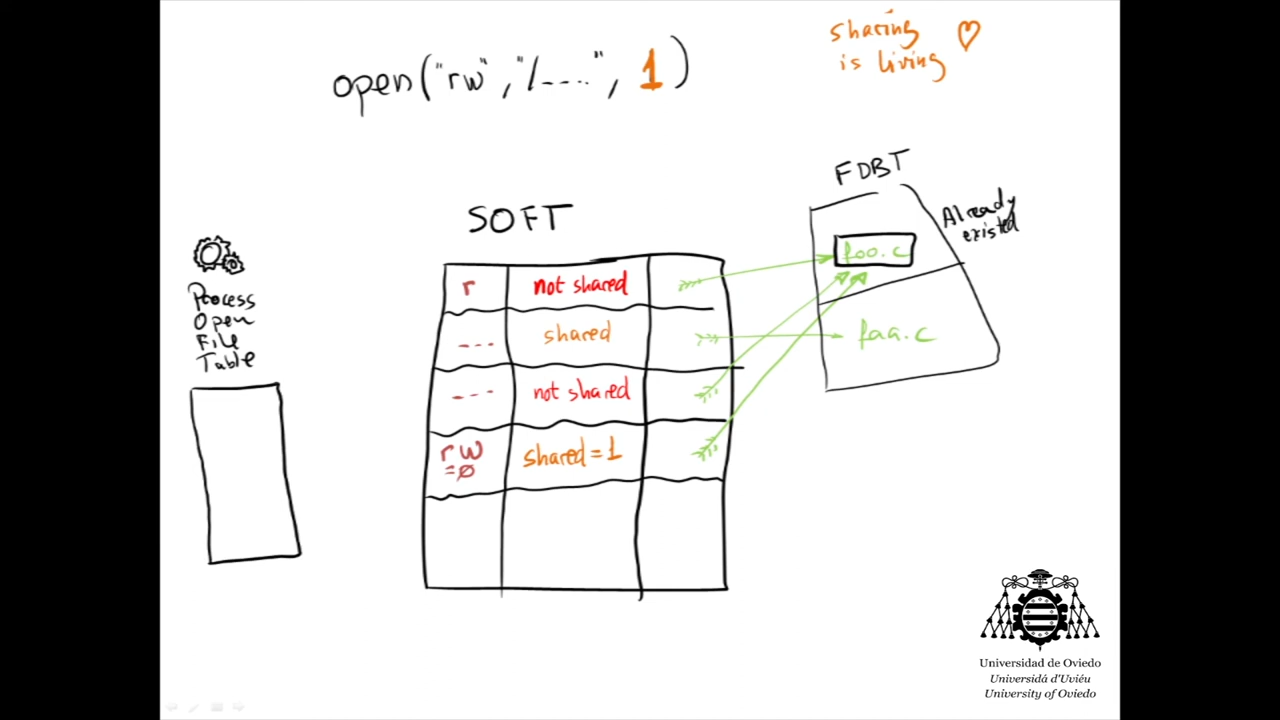 open("rw","/----", 1)
sharing
is living
FDBT
Already
existed
SOFT
foo.c
faa.c
Process
Open
File
Table
r
not shared
---
shared
---
not shared
rw
=ø
shared=1
Universidad de Oviedo
Universidá d'Uviéu
University of Oviedo